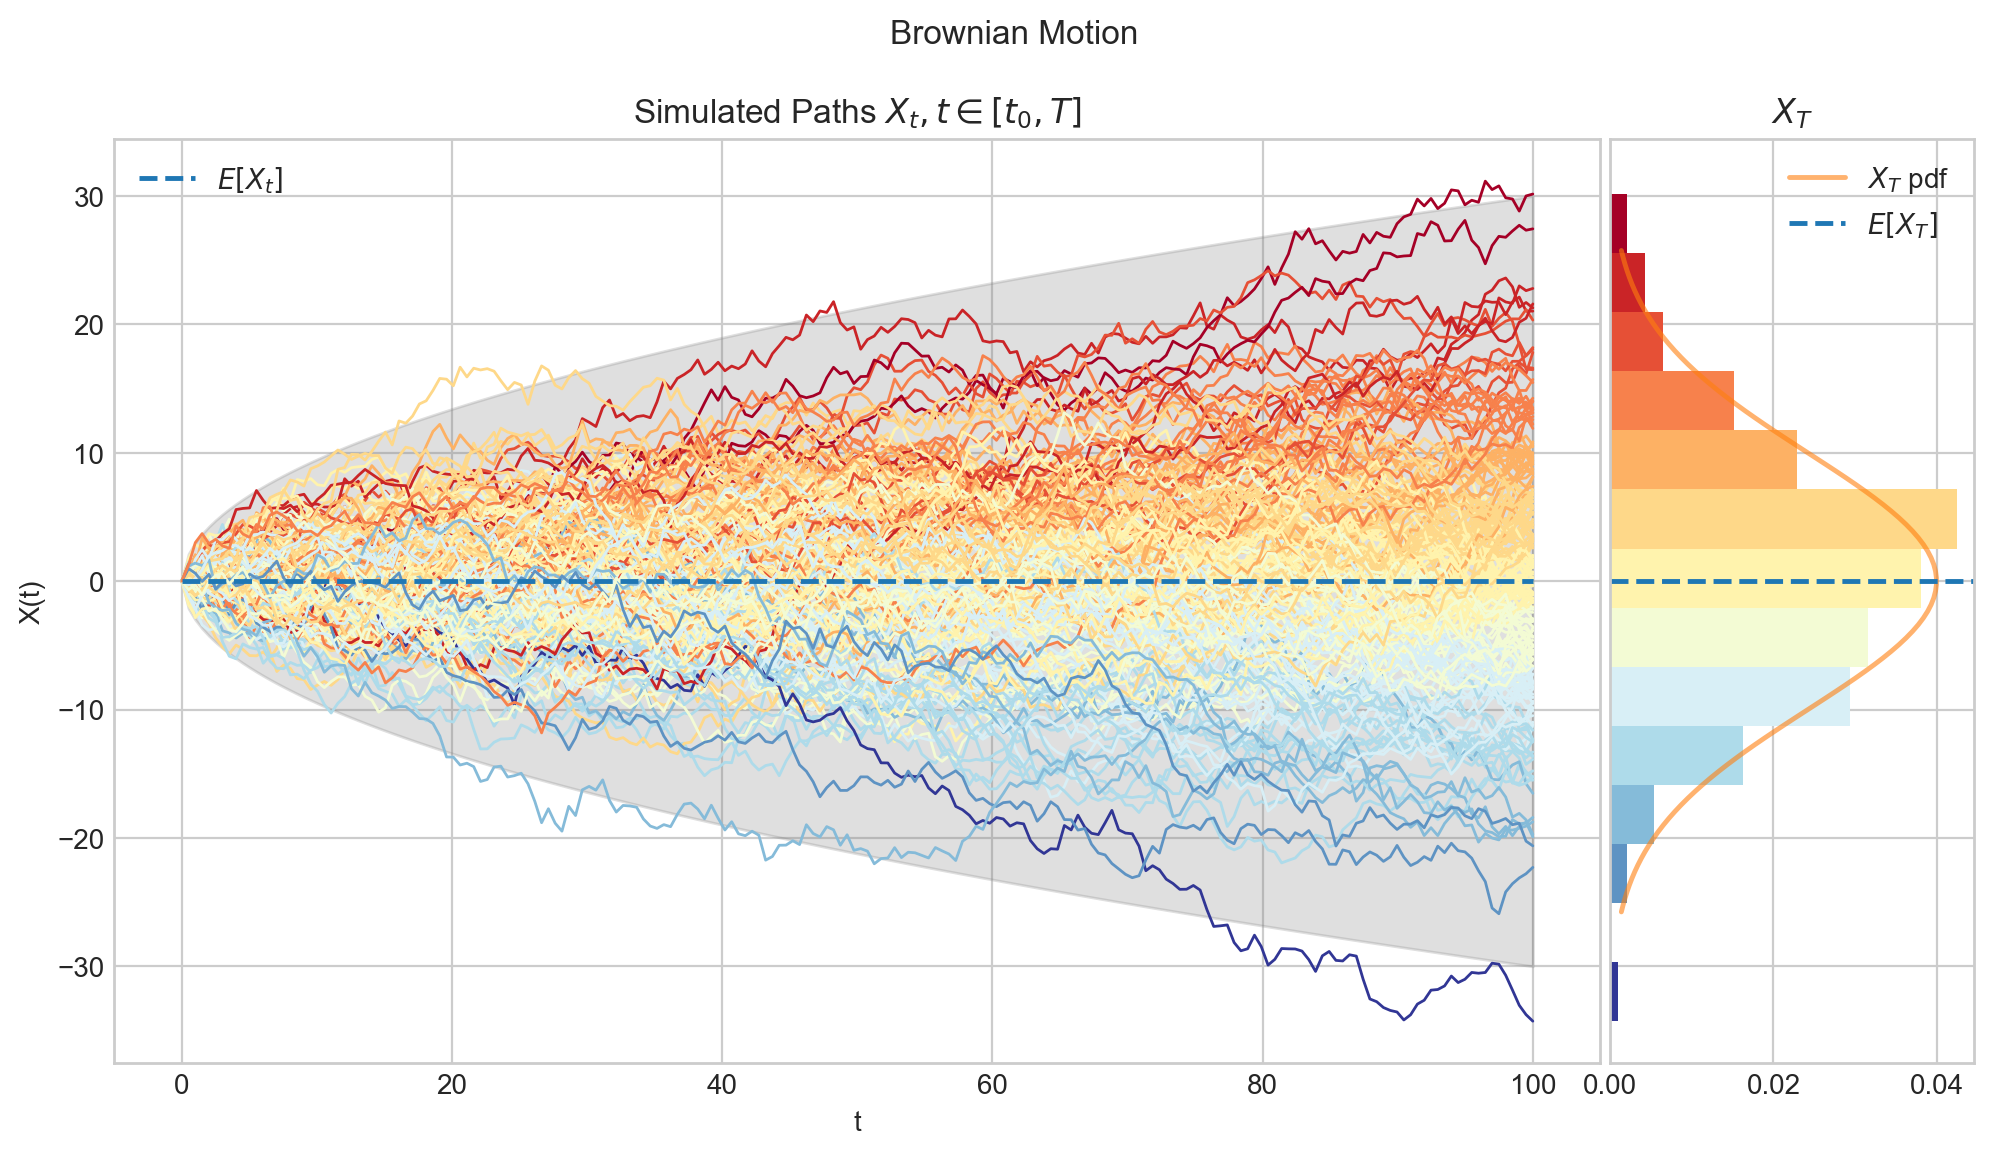 Brownian Motion
Simulated Paths $X_t, t \in [t_0, T]$
$X_T$
$E[X_t]$
$X_T$ pdf
$E[X_T]$
30
20
10
0
−10
−20
−30
X(t)
0
20
40
60
80
100
0.00
0.02
0.04
t